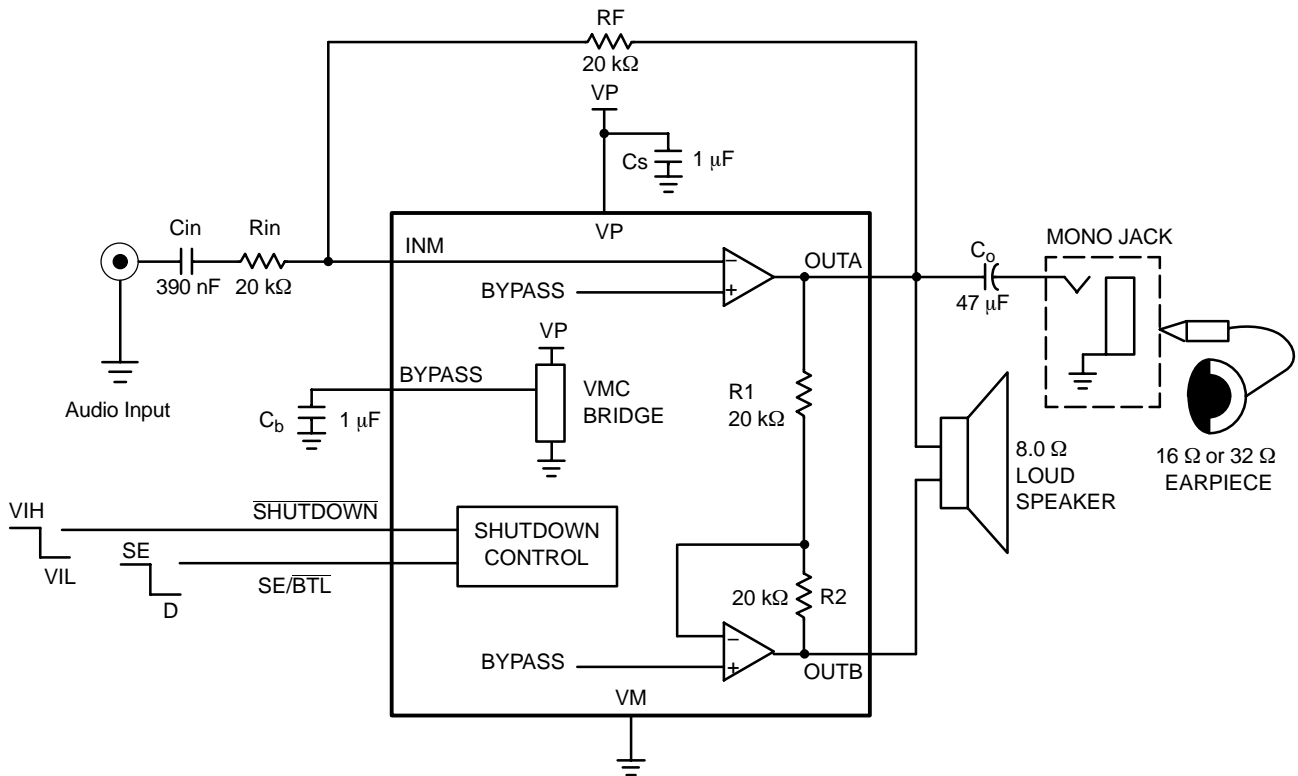 RF
20 kΩ
VP
Cs
1 μF
Cin
Rin
390 nF
20 kΩ
Audio Input
INM
VP
OUTA
BYPASS
−
+
VP
BYPASS
VMC
BRIDGE
Cb
1 μF
R1
20 kΩ
Co
47 μF
MONO JACK
8.0 Ω
LOUD
SPEAKER
16 Ω or 32 Ω
EARPIECE
VIH
VIL
SHUTDOWN
SE
D
SE/BTL
SHUTDOWN
CONTROL
20 kΩ
R2
BYPASS
−
+
OUTB
VM